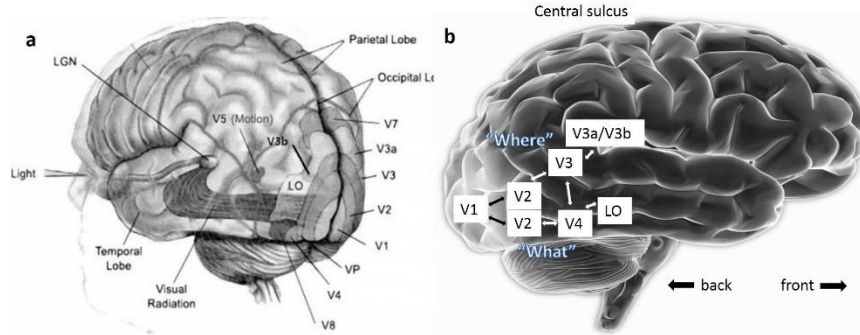 a
LGN
Parietal Lobe
Occipital Lo
V5 (Motion)
V7
V3b
V3a
Light
V3
LO
V2
V1
Temporal
Lobe
VP
Visual
Radiation
V4
V8
Central sulcus
b
"Where"
V3a/V3b
V3
V2
V1
LO
V2
V4
"What"
back
front